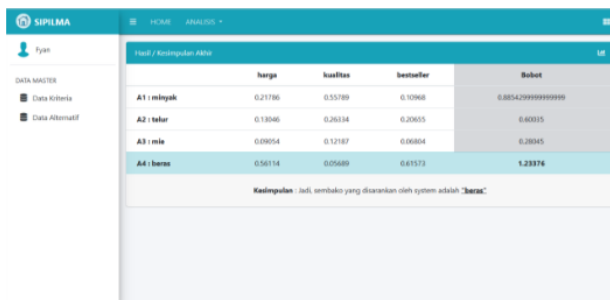 SIPILMA
HOME ANALISIS
Fyan
DATA MASTER
Data Kriteria
Data Alternatif
Hasil / Kesimpulan Akhir
harga kualitas bestseller Bobot
A1 : minyak 0.21786 0.55789 0.10968 0.8854299999999999
A2 : telur 0.13046 0.26334 0.20655 0.60035
A3 : mie 0.09054 0.12187 0.06804 0.28045
A4 : beras 0.56114 0.05689 0.61573 1.23376
Kesimpulan : Jadi, sembako yang disarankan oleh system adalah "beras"